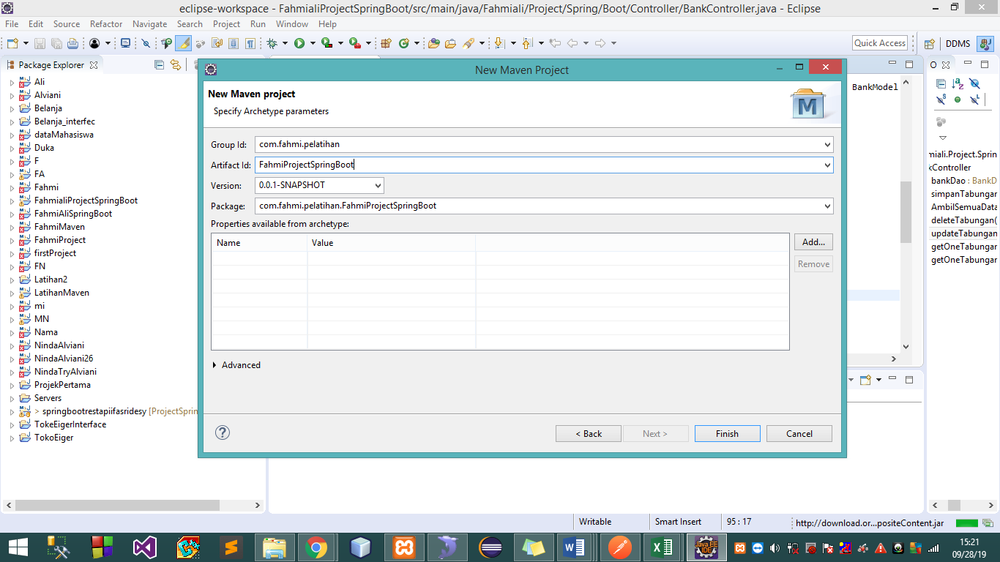 eclipse-workspace - FahmialiProjectSpringBoot/src/main/java/Fahmiali/Project/Spring/Boot/Controller/BankController.java - Eclipse
File Edit Source Refactor Navigate Search Project Run Window Help
Quick Access
DDMS
Package Explorer
Ali
Alviani
Belanja
Belanja_interfec
dataMahasiswa
Duka
F
FA
Fahmi
FahmialiProjectSpringBoot
FahmiAliSpringBoot
FahmiMaven
FahmiProject
firstProject
FN
Latihan2
LatihanMaven
mi
MN
Nama
NindaAlviani
NindaAlviani26
NindaTryAlviani
ProjekPertama
Servers
> springbootrestapiifasridesy [ProjectSprin
TokeEigerInterface
TokoEiger
New Maven Project
New Maven project
Specify Archetype parameters
Group Id: com.fahmi.pelatihan
Artifact Id: FahmiProjectSpringBoot
Version: 0.0.1-SNAPSHOT
Package: com.fahmi.pelatihan.FahmiProjectSpringBoot
Properties available from archetype:
Name Value
Add...
Remove
Advanced
< Back Next > Finish Cancel
BankModel
O
miali.Project.Sprin
kController
bankDao : BankD
simpanTabungan
AmbilSemuaData
deleteTabungan(
updateTabungan
getOneTabungan
getOneTabungan
Writable Smart Insert 95 : 17 http://download.or...positeContent.jar
15:21
09/28/19